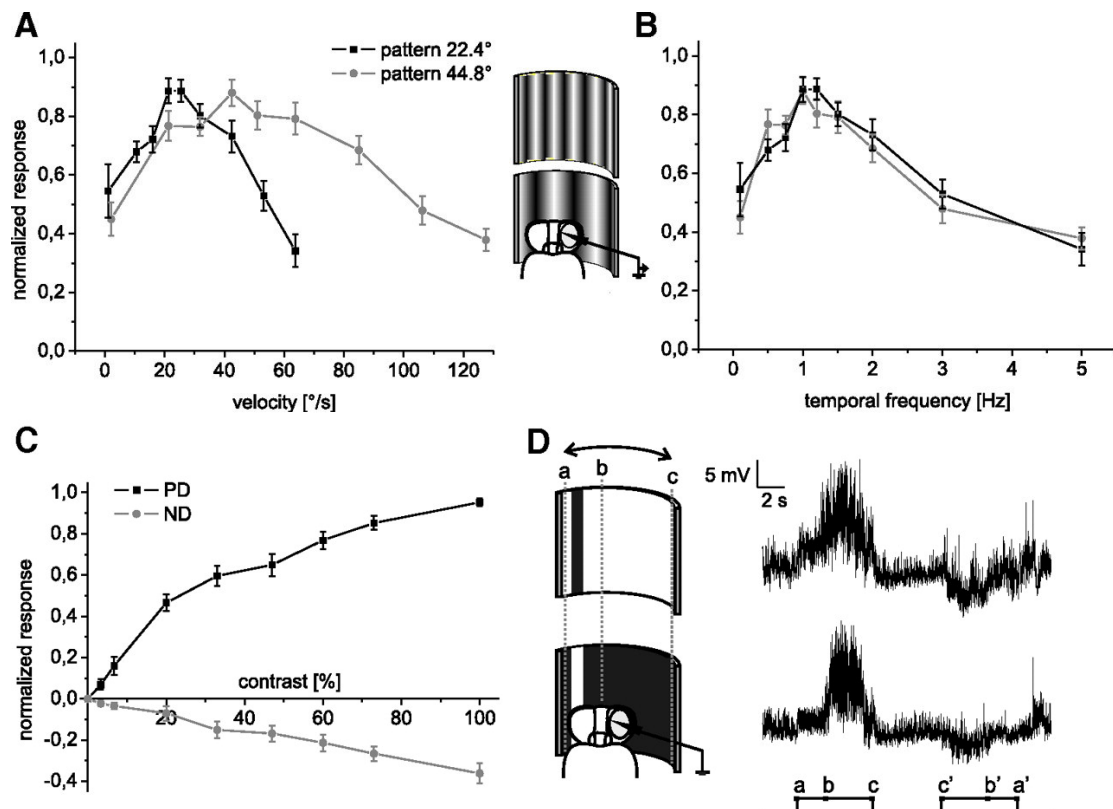 A
normalized response
1,0
0,8
0,6
0,4
0,2
0,0
pattern 22.4°
pattern 44.8°
0 20 40 60 80 100 120
velocity [°/s]
B
1,0
0,8
0,6
0,4
0,2
0,0
0 1 2 3 4 5
temporal frequency [Hz]
C
normalized response
1,0
0,8
0,6
0,4
0,2
0,0
-0,2
-0,4
PD
ND
contrast [%]
20 40 60 80 100
D
a b c
5 mV
2 s
a b c c' b' a'